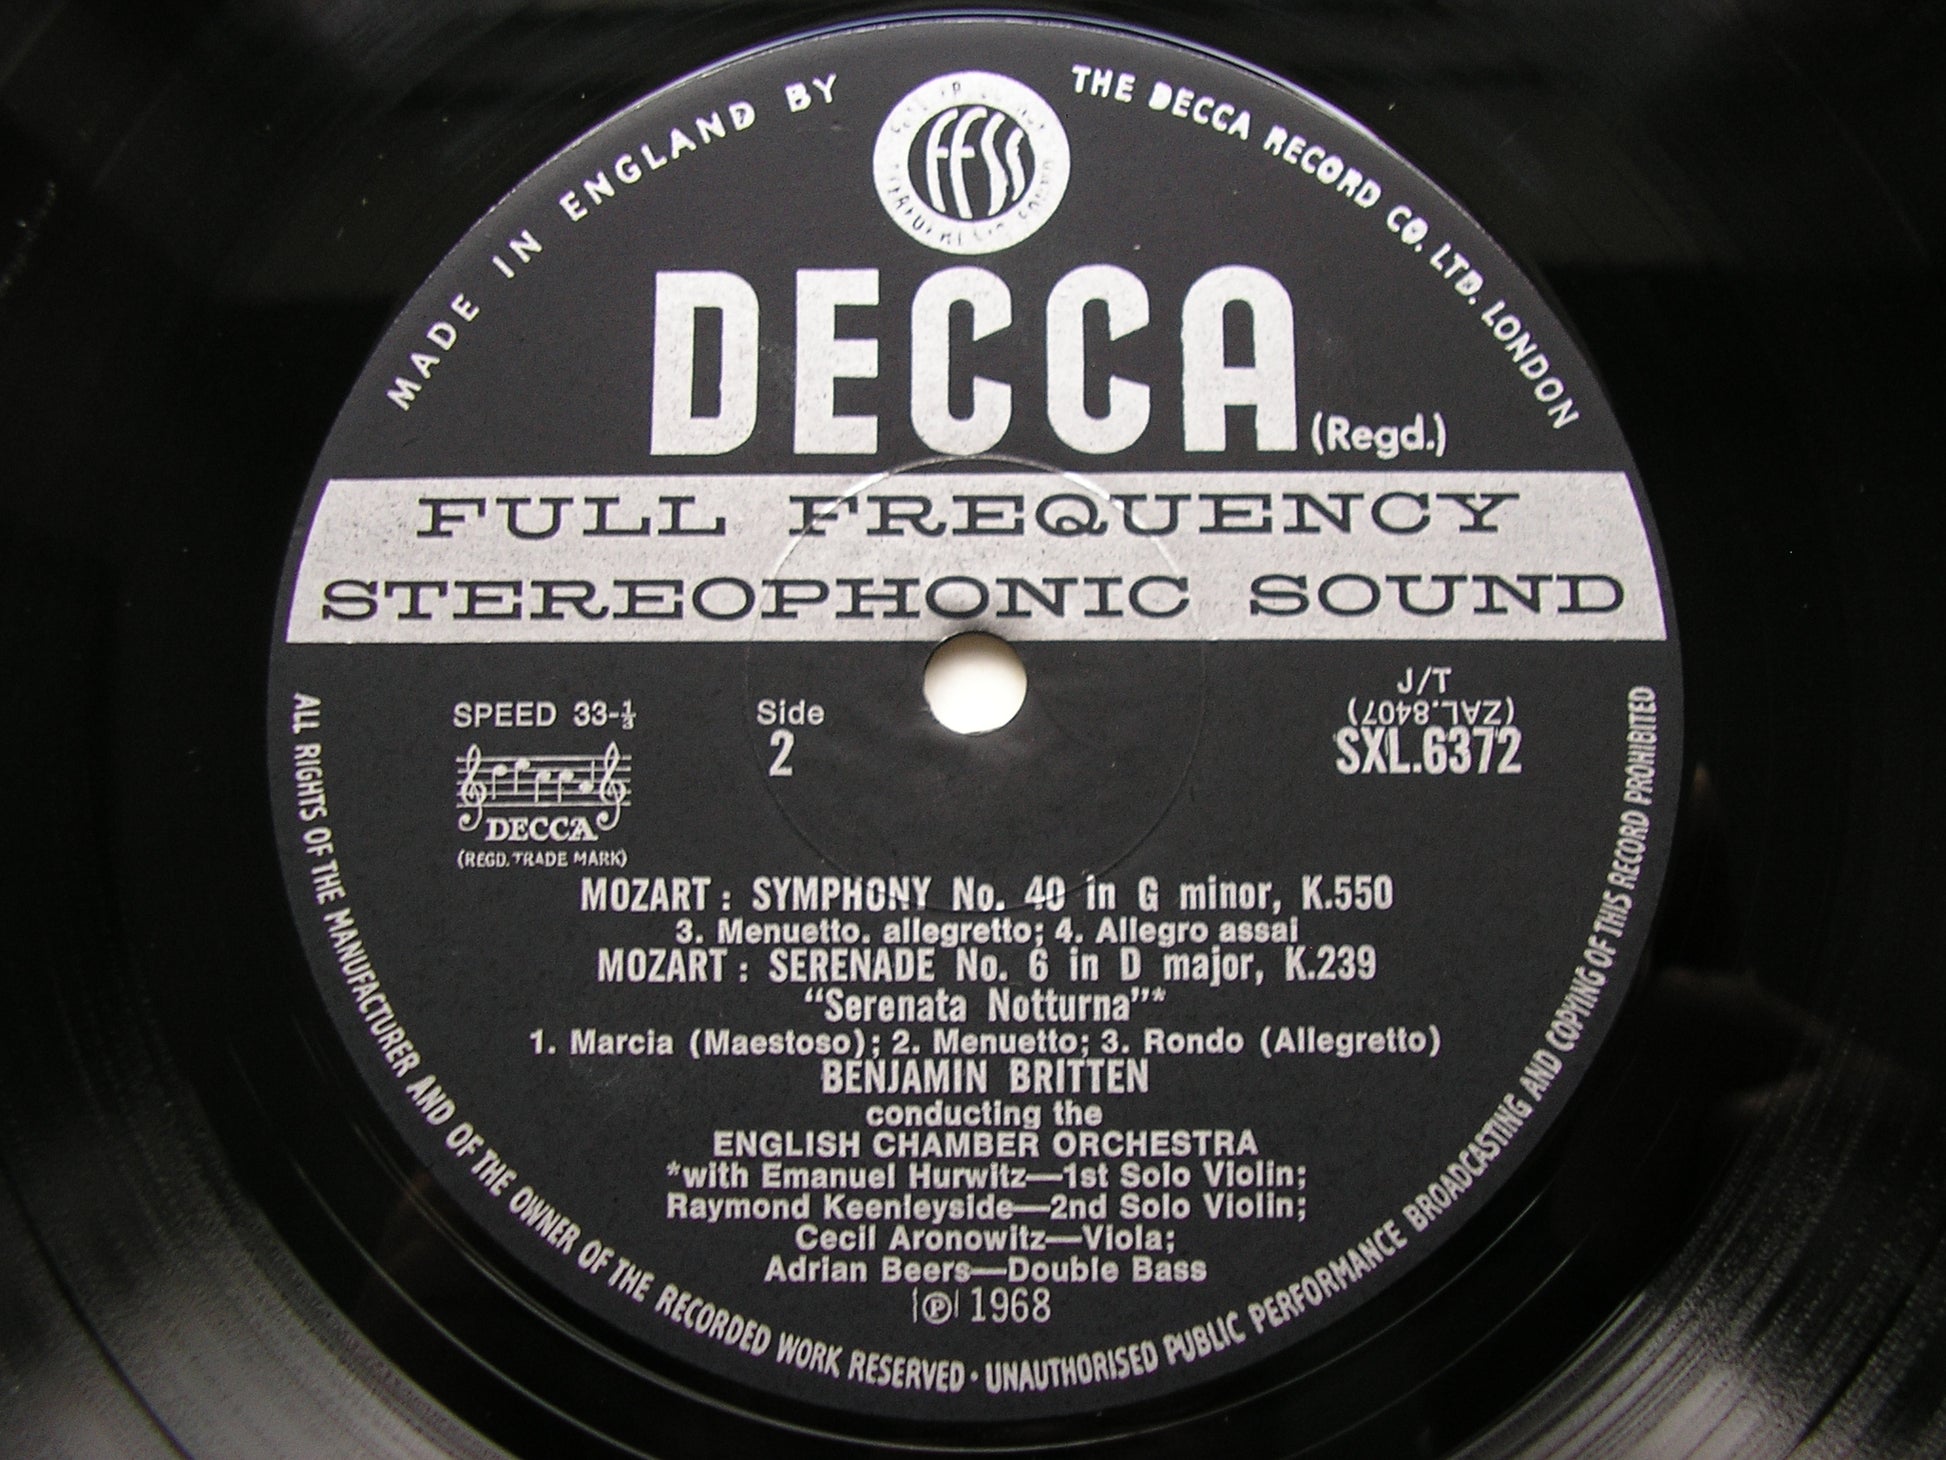 MADE IN ENGLAND BY
THE DECCA RECORD CO. LTD. LONDON
FFSS
DECCA (Regd.)
FULL FREQUENCY
STEREOPHONIC SOUND
J/T
SPEED 33-⅓
Side
(ZAL.8407)
2
SXL.6372
DECCA
(REGD. TRADE MARK)
MOZART : SYMPHONY No. 40 in G minor, K.550
3. Menuetto. allegretto; 4. Allegro assai
MOZART : SERENADE No. 6 in D major, K.239
“Serenata Notturna”*
1. Marcia (Maestoso); 2. Menuetto; 3. Rondo (Allegretto)
BENJAMIN BRITTEN
conducting the
ENGLISH CHAMBER ORCHESTRA
*with Emanuel Hurwitz—1st Solo Violin;
Raymond Keenleyside—2nd Solo Violin;
Cecil Aronowitz—Viola;
Adrian Beers—Double Bass
℗ 1968
ALL RIGHTS OF THE MANUFACTURER AND OF THE OWNER OF THE RECORDED WORK RESERVED · UNAUTHORISED PUBLIC PERFORMANCE BROADCASTING AND COPYING OF THIS RECORD PROHIBITED